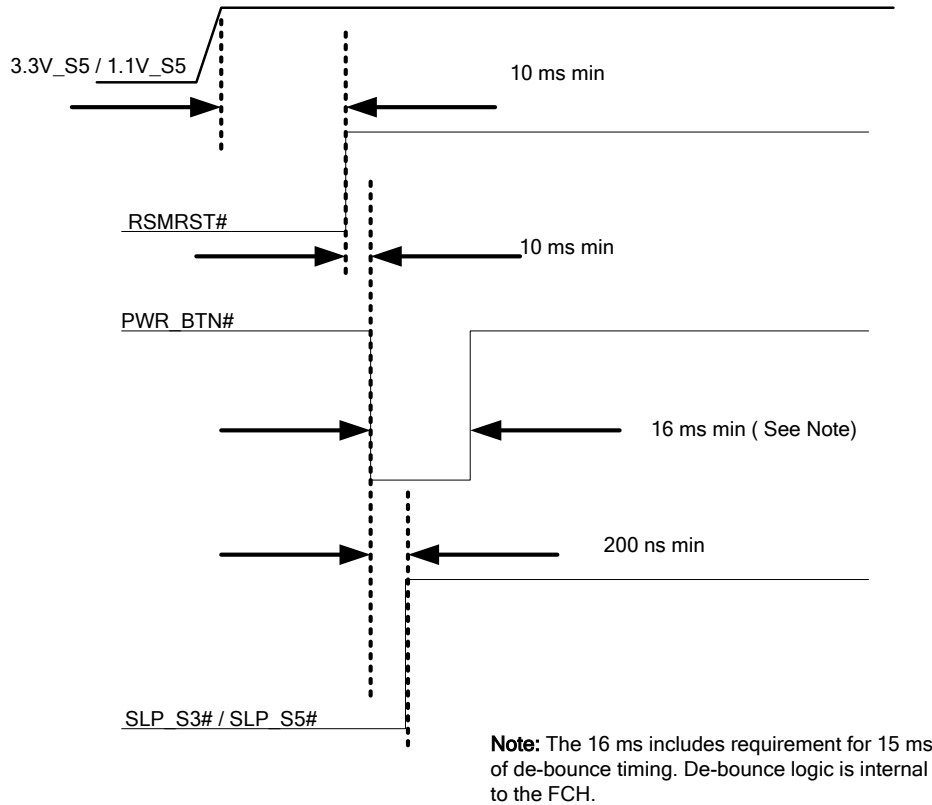 3.3V_S5 / 1.1V_S5
10 ms min
RSMRST#
10 ms min
PWR_BTN#
16 ms min ( See Note)
200 ns min
SLP_S3# / SLP_S5#
Note: The 16 ms includes requirement for 15 ms
of de-bounce timing. De-bounce logic is internal
to the FCH.